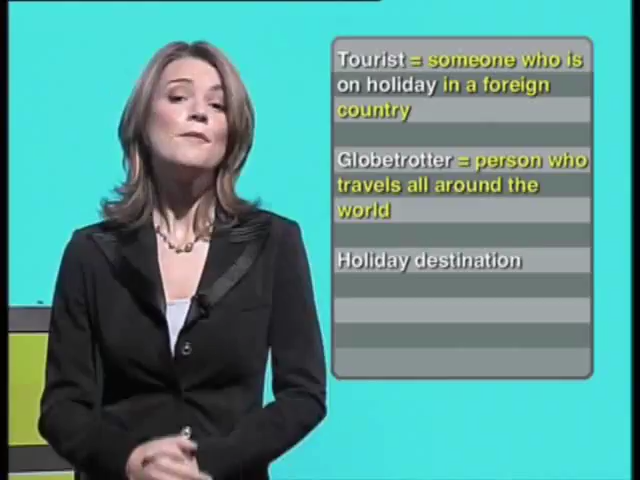 Tourist = someone who is
on holiday in a foreign
country
Globetrotter = person who
travels all around the
world
Holiday destination